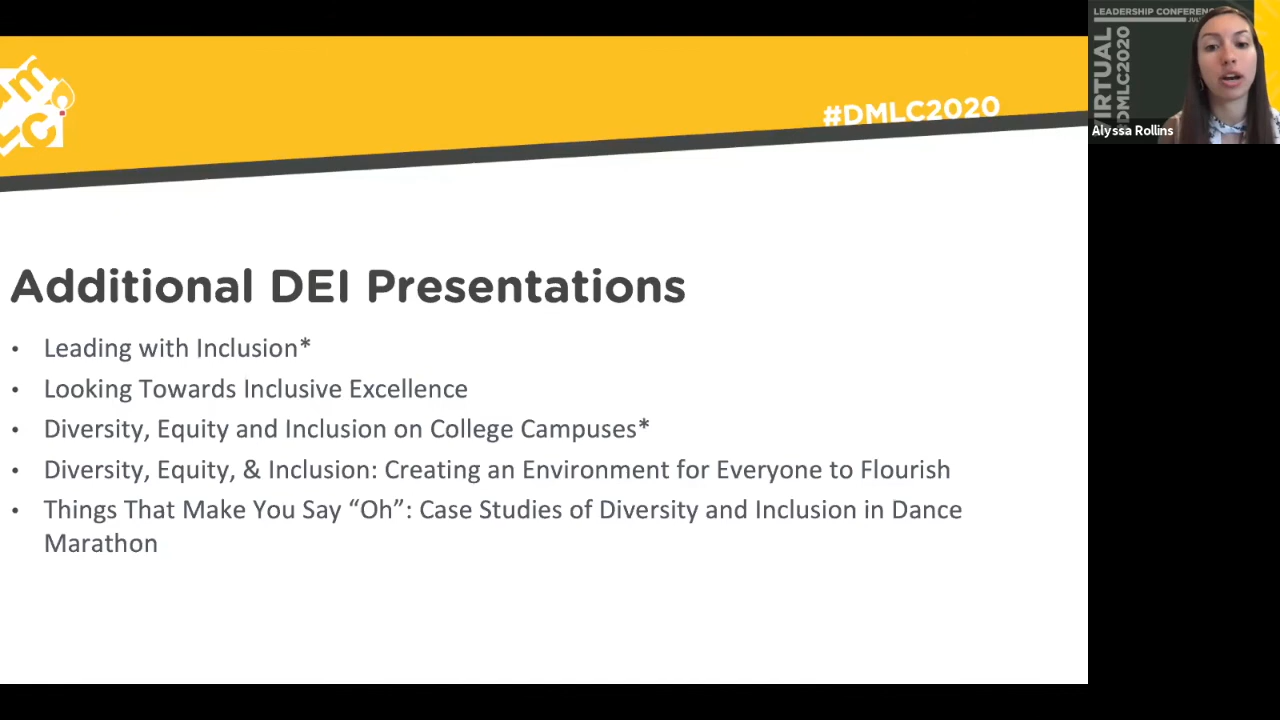 LEADERSHIP CONFERENC
JUL
VIRTUAL
#DMLC2020
Alyssa Rollins
#DMLC2020
Additional DEI Presentations
• Leading with Inclusion*
• Looking Towards Inclusive Excellence
• Diversity, Equity and Inclusion on College Campuses*
• Diversity, Equity, & Inclusion: Creating an Environment for Everyone to Flourish
• Things That Make You Say “Oh”: Case Studies of Diversity and Inclusion in Dance
Marathon